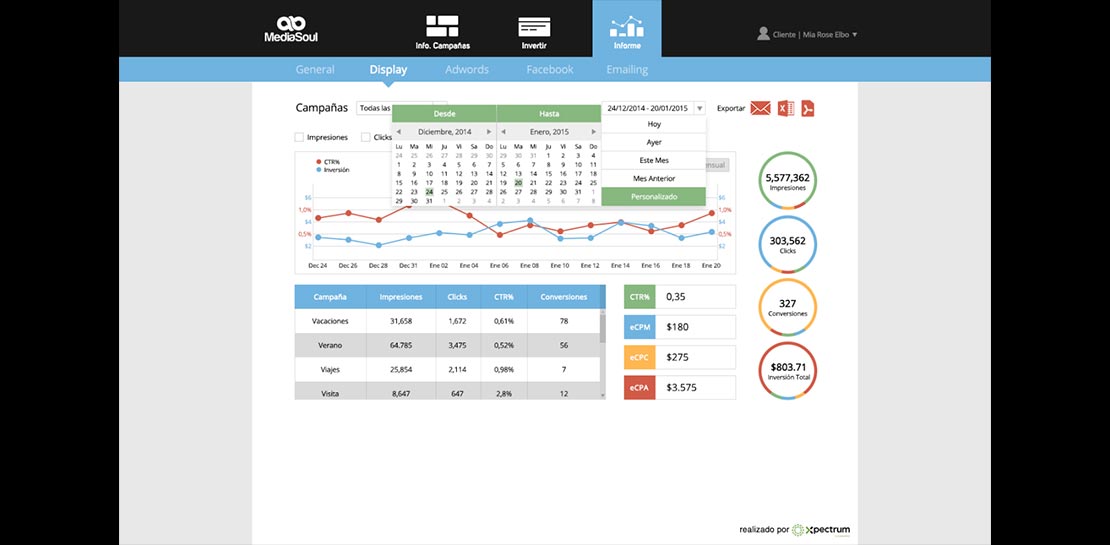 MediaSoul
Info. Campañas
Invertir
Informe
Cliente | Mia Rose Elbo
General Display Adwords Facebook Emailing
Campañas Todas las
24/12/2014 - 20/01/2015
Exportar
Impresiones Clicks
Desde Hasta
Diciembre, 2014
Lu Ma Mi Ju Vi Sa Do
24 25 26 27 28 29 30
1 2 3 4 5 6 7
8 9 10 11 12 13 14
15 16 17 18 19 20 21
22 23 24 25 26 27 28
29 30 31 1 2 3 4
Enero, 2015
Lu Ma Mi Ju Vi Sa Do
29 30 31 1 2 3 4
5 6 7 8 9 10 11
12 13 14 15 16 17 18
19 20 21 22 23 24 25
26 27 28 29 30 31 1
2 3 4 5 6 7 8
Hoy
Ayer
Este Mes
Mes Anterior
Personalizado
CTR%
Inversión
$6
1,0%
$4
0,5%
$2
$6
1,0%
$4
0,5%
$2
Dec 24 Dec 26 Dec 28 Dec 31 Ene 02 Ene 04 Ene 06 Ene 08 Ene 10 Ene 12 Ene 14 Ene 16 Ene 18 Ene 20
5,577,362
Impresiones
303,562
Clicks
327
Conversiones
$803.71
Inversión Total
Campaña Impresiones Clicks CTR% Conversiones
Vacaciones 31,658 1,672 0,61% 78
Verano 64.785 3,475 0,52% 56
Viajes 25,854 2,114 0,98% 7
Visita 8,647 647 2,8% 12
CTR% 0,35
eCPM $180
eCPC $275
eCPA $3.575
realizado por xpectrum